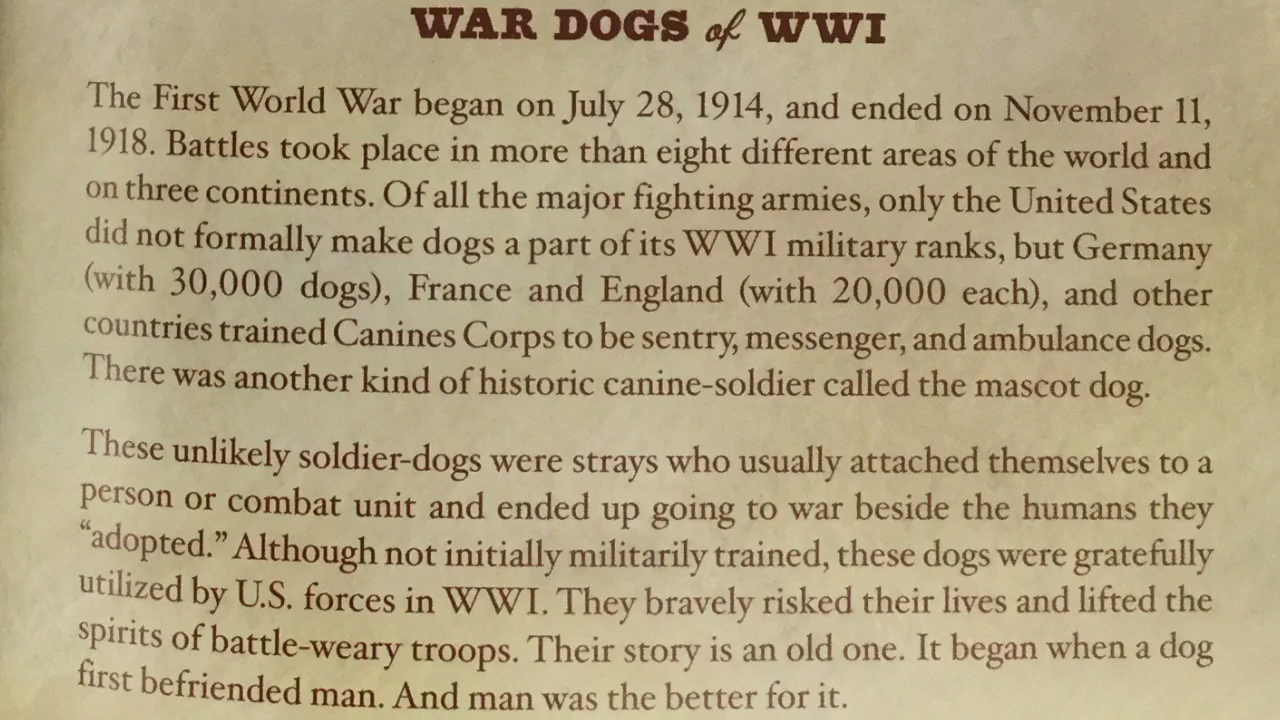 WAR DOGS of WWI
The First World War began on July 28, 1914, and ended on November 11,
1918. Battles took place in more than eight different areas of the world and
on three continents. Of all the major fighting armies, only the United States
did not formally make dogs a part of its WWI military ranks, but Germany
(with 30,000 dogs), France and England (with 20,000 each), and other
countries trained Canines Corps to be sentry, messenger, and ambulance dogs.
There was another kind of historic canine-soldier called the mascot dog.
These unlikely soldier-dogs were strays who usually attached themselves to a
person or combat unit and ended up going to war beside the humans they
“adopted.” Although not initially militarily trained, these dogs were gratefully
utilized by U.S. forces in WWI. They bravely risked their lives and lifted the
spirits of battle-weary troops. Their story is an old one. It began when a dog
first befriended man. And man was the better for it.